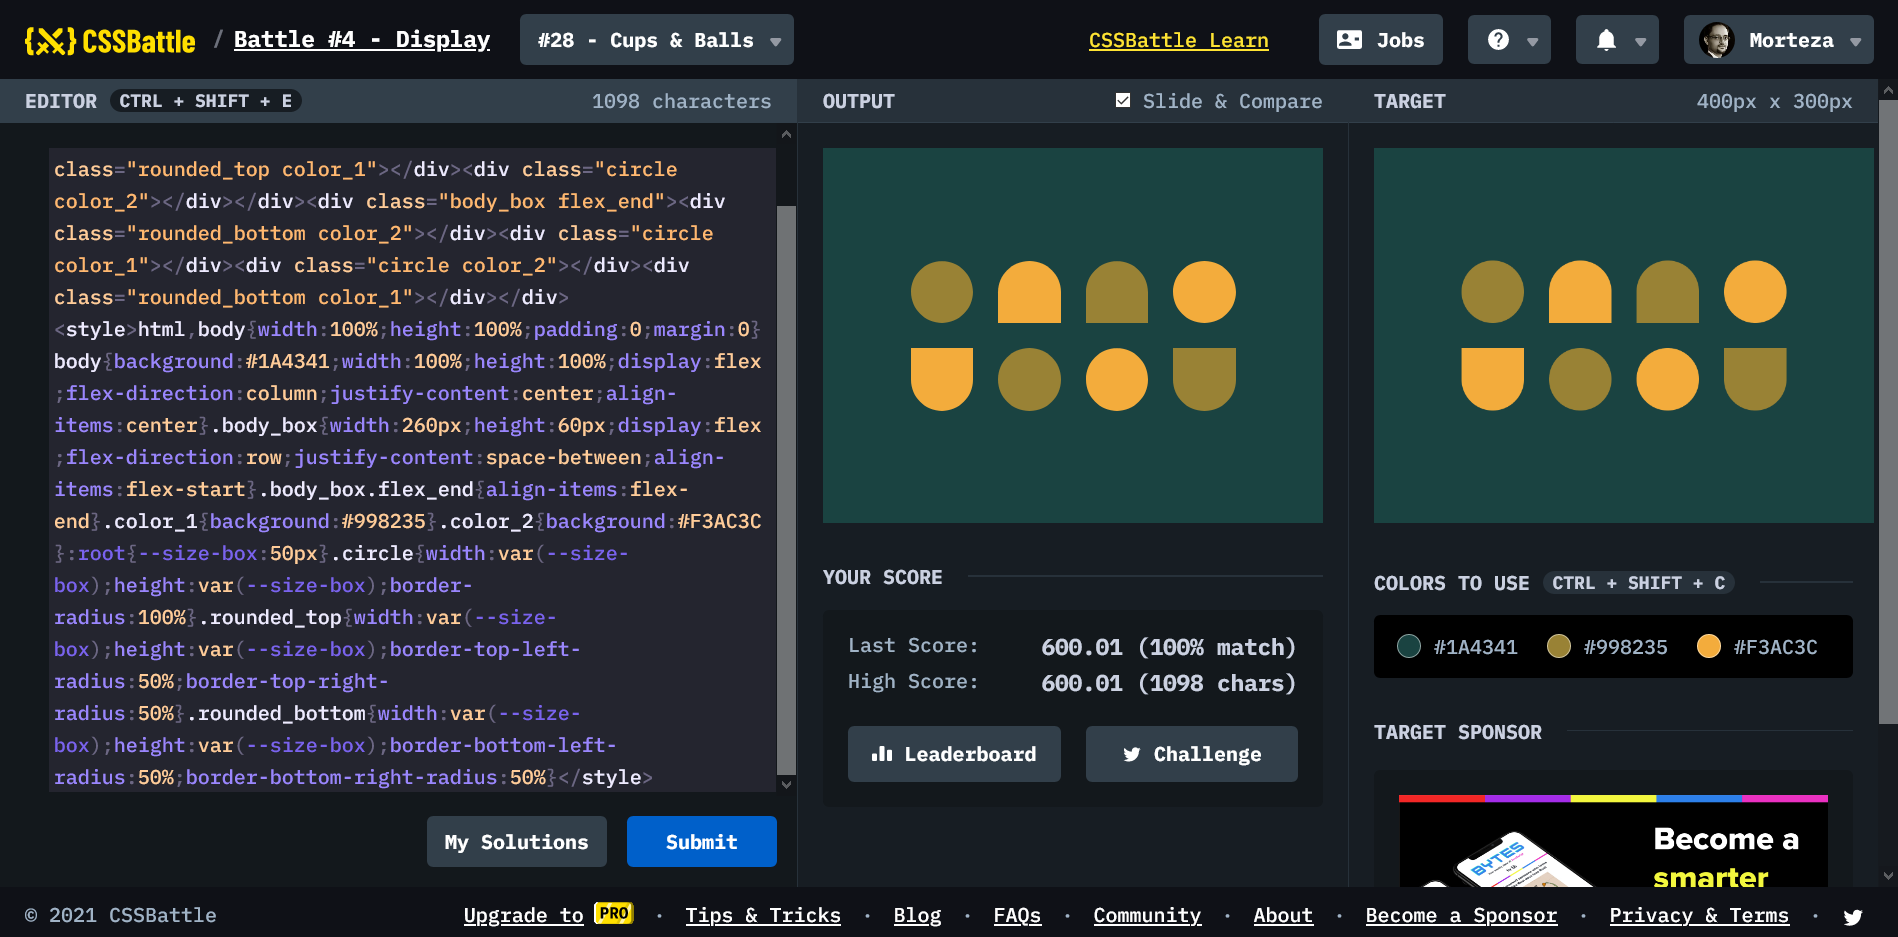 CSSBattle / Battle #4 - Display #28 - Cups & Balls CSSBattle Learn Jobs Morteza
EDITOR CTRL + SHIFT + E 1098 characters
class="rounded_top color_1"></div><div class="circle
color_2"></div></div><div class="body_box flex_end"><div
class="rounded_bottom color_2"></div><div class="circle
color_1"></div><div class="circle color_2"></div><div
class="rounded_bottom color_1"></div></div>
<style>html,body{width:100%;height:100%;padding:0;margin:0}
body{background:#1A4341;width:100%;height:100%;display:flex
;flex-direction:column;justify-content:center;align-
items:center}.body_box{width:260px;height:60px;display:flex
;flex-direction:row;justify-content:space-between;align-
items:flex-start}.body_box.flex_end{align-items:flex-
end}.color_1{background:#998235}.color_2{background:#F3AC3C
}:root{--size-box:50px}.circle{width:var(--size-
box);height:var(--size-box);border-
radius:100%}.rounded_top{width:var(--size-
box);height:var(--size-box);border-top-left-
radius:50%;border-top-right-
radius:50%}.rounded_bottom{width:var(--size-
box);height:var(--size-box);border-bottom-left-
radius:50%;border-bottom-right-radius:50%}</style>
My Solutions Submit
OUTPUT Slide & Compare
YOUR SCORE
Last Score: 600.01 (100% match)
High Score: 600.01 (1098 chars)
Leaderboard Challenge
TARGET 400px x 300px
COLORS TO USE CTRL + SHIFT + C
#1A4341 #998235 #F3AC3C
TARGET SPONSOR
BYTES
Become a
smarter
© 2021 CSSBattle Upgrade to PRO · Tips & Tricks · Blog · FAQs · Community · About · Become a Sponsor · Privacy & Terms ·